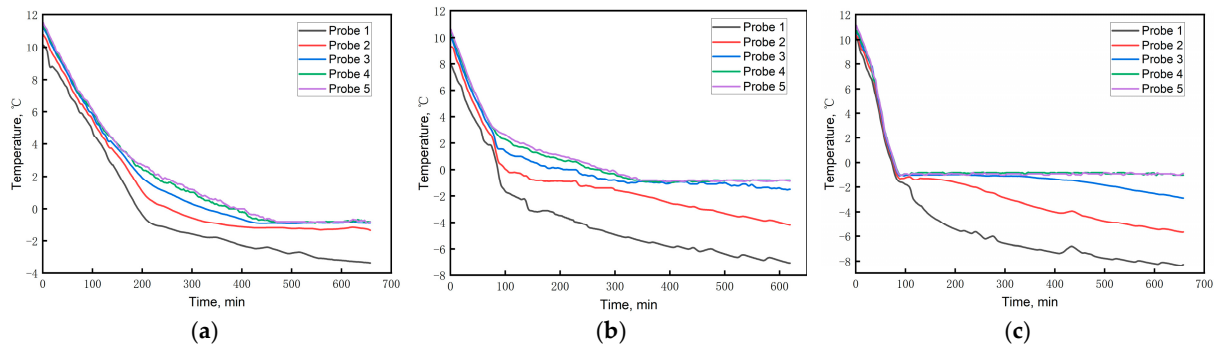 12
10
8
6
4
2
0
-2
-4
Temperature, ℃
0 100 200 300 400 500 600 700
Time, min
Probe 1
Probe 2
Probe 3
Probe 4
Probe 5
(a)
12
10
8
6
4
2
0
-2
-4
-6
-8
Temperature, ℃
0 100 200 300 400 500 600
Time, min
Probe 1
Probe 2
Probe 3
Probe 4
Probe 5
(b)
12
10
8
6
4
2
0
-2
-4
-6
-8
Temperature, ℃
0 100 200 300 400 500 600 700
Time, min
Probe 1
Probe 2
Probe 3
Probe 4
Probe 5
(c)